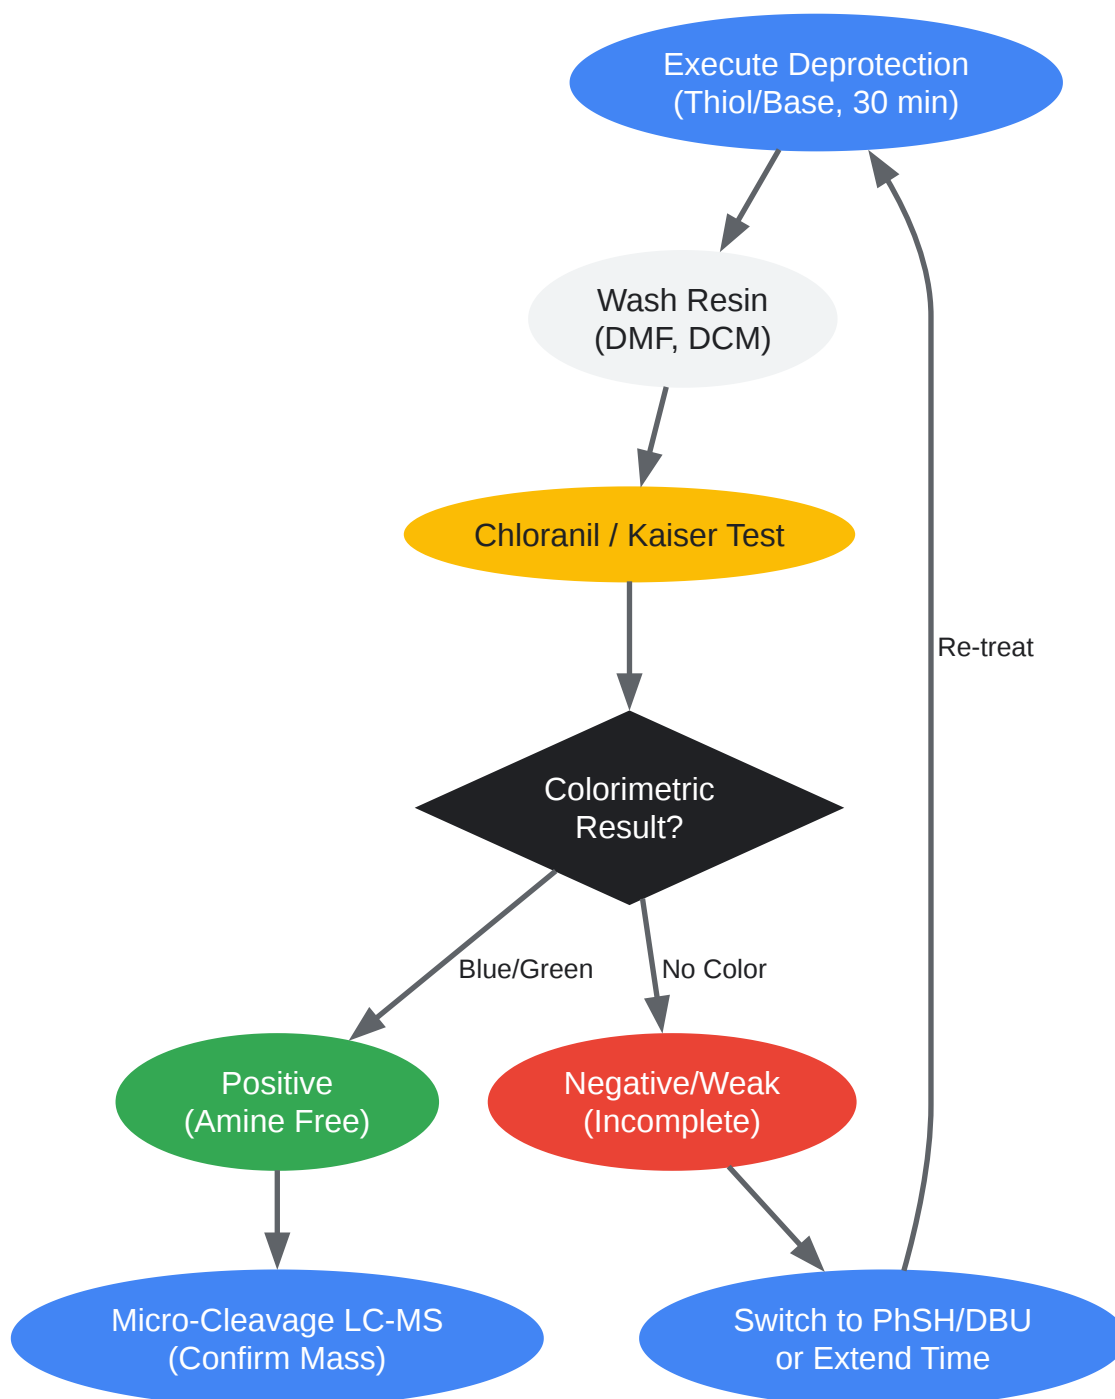 Execute Deprotection
(Thiol/Base, 30 min)
Wash Resin
(DMF, DCM)
Chloranil / Kaiser Test
Re-treat
Colorimetric
Result?
Blue/Green
No Color
Positive
(Amine Free)
Negative/Weak
(Incomplete)
Micro-Cleavage LC-MS
(Confirm Mass)
Switch to PhSH/DBU
or Extend Time